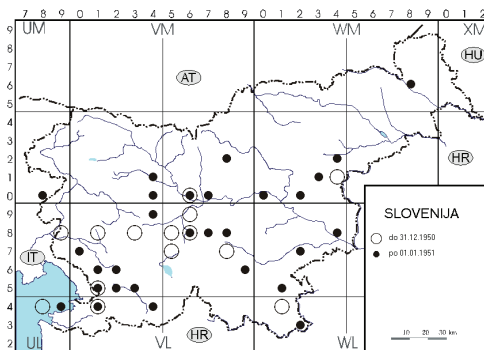 7 8 9 0 1 2 3 4 5 6 7 8 9 0 1 2 3 4 5 6 7 8 9 0 1 2
UM VM WM XM
9
8
7
6
5
4
3
2
1
0
9
8
7
6
5
4
3
2
AT
HU
HR
IT
HR
UL VL WL
SLOVENIJA
do 31.12.1950
po 01.01.1951
10 20 30 km